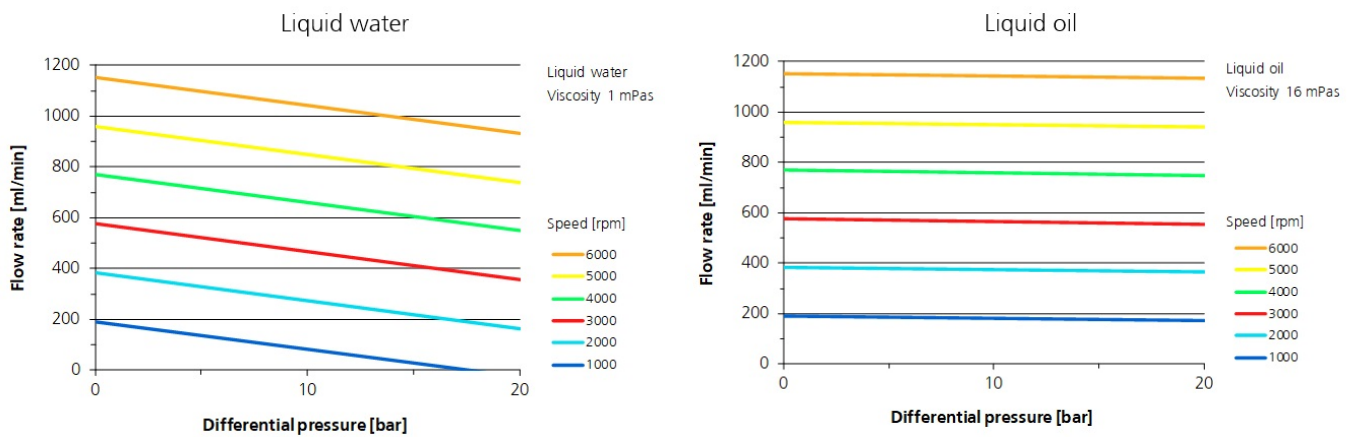 Liquid water
1200
1000
800
600
400
200
0
Flow rate [ml/min]
0
10
20
Differential pressure [bar]
Liquid water
Viscosity 1 mPas
Speed [rpm]
6000
5000
4000
3000
2000
1000
Liquid oil
1200
1000
800
600
400
200
0
Flow rate [ml/min]
0
10
20
Differential pressure [bar]
Liquid oil
Viscosity 16 mPas
Speed [rpm]
6000
5000
4000
3000
2000
1000